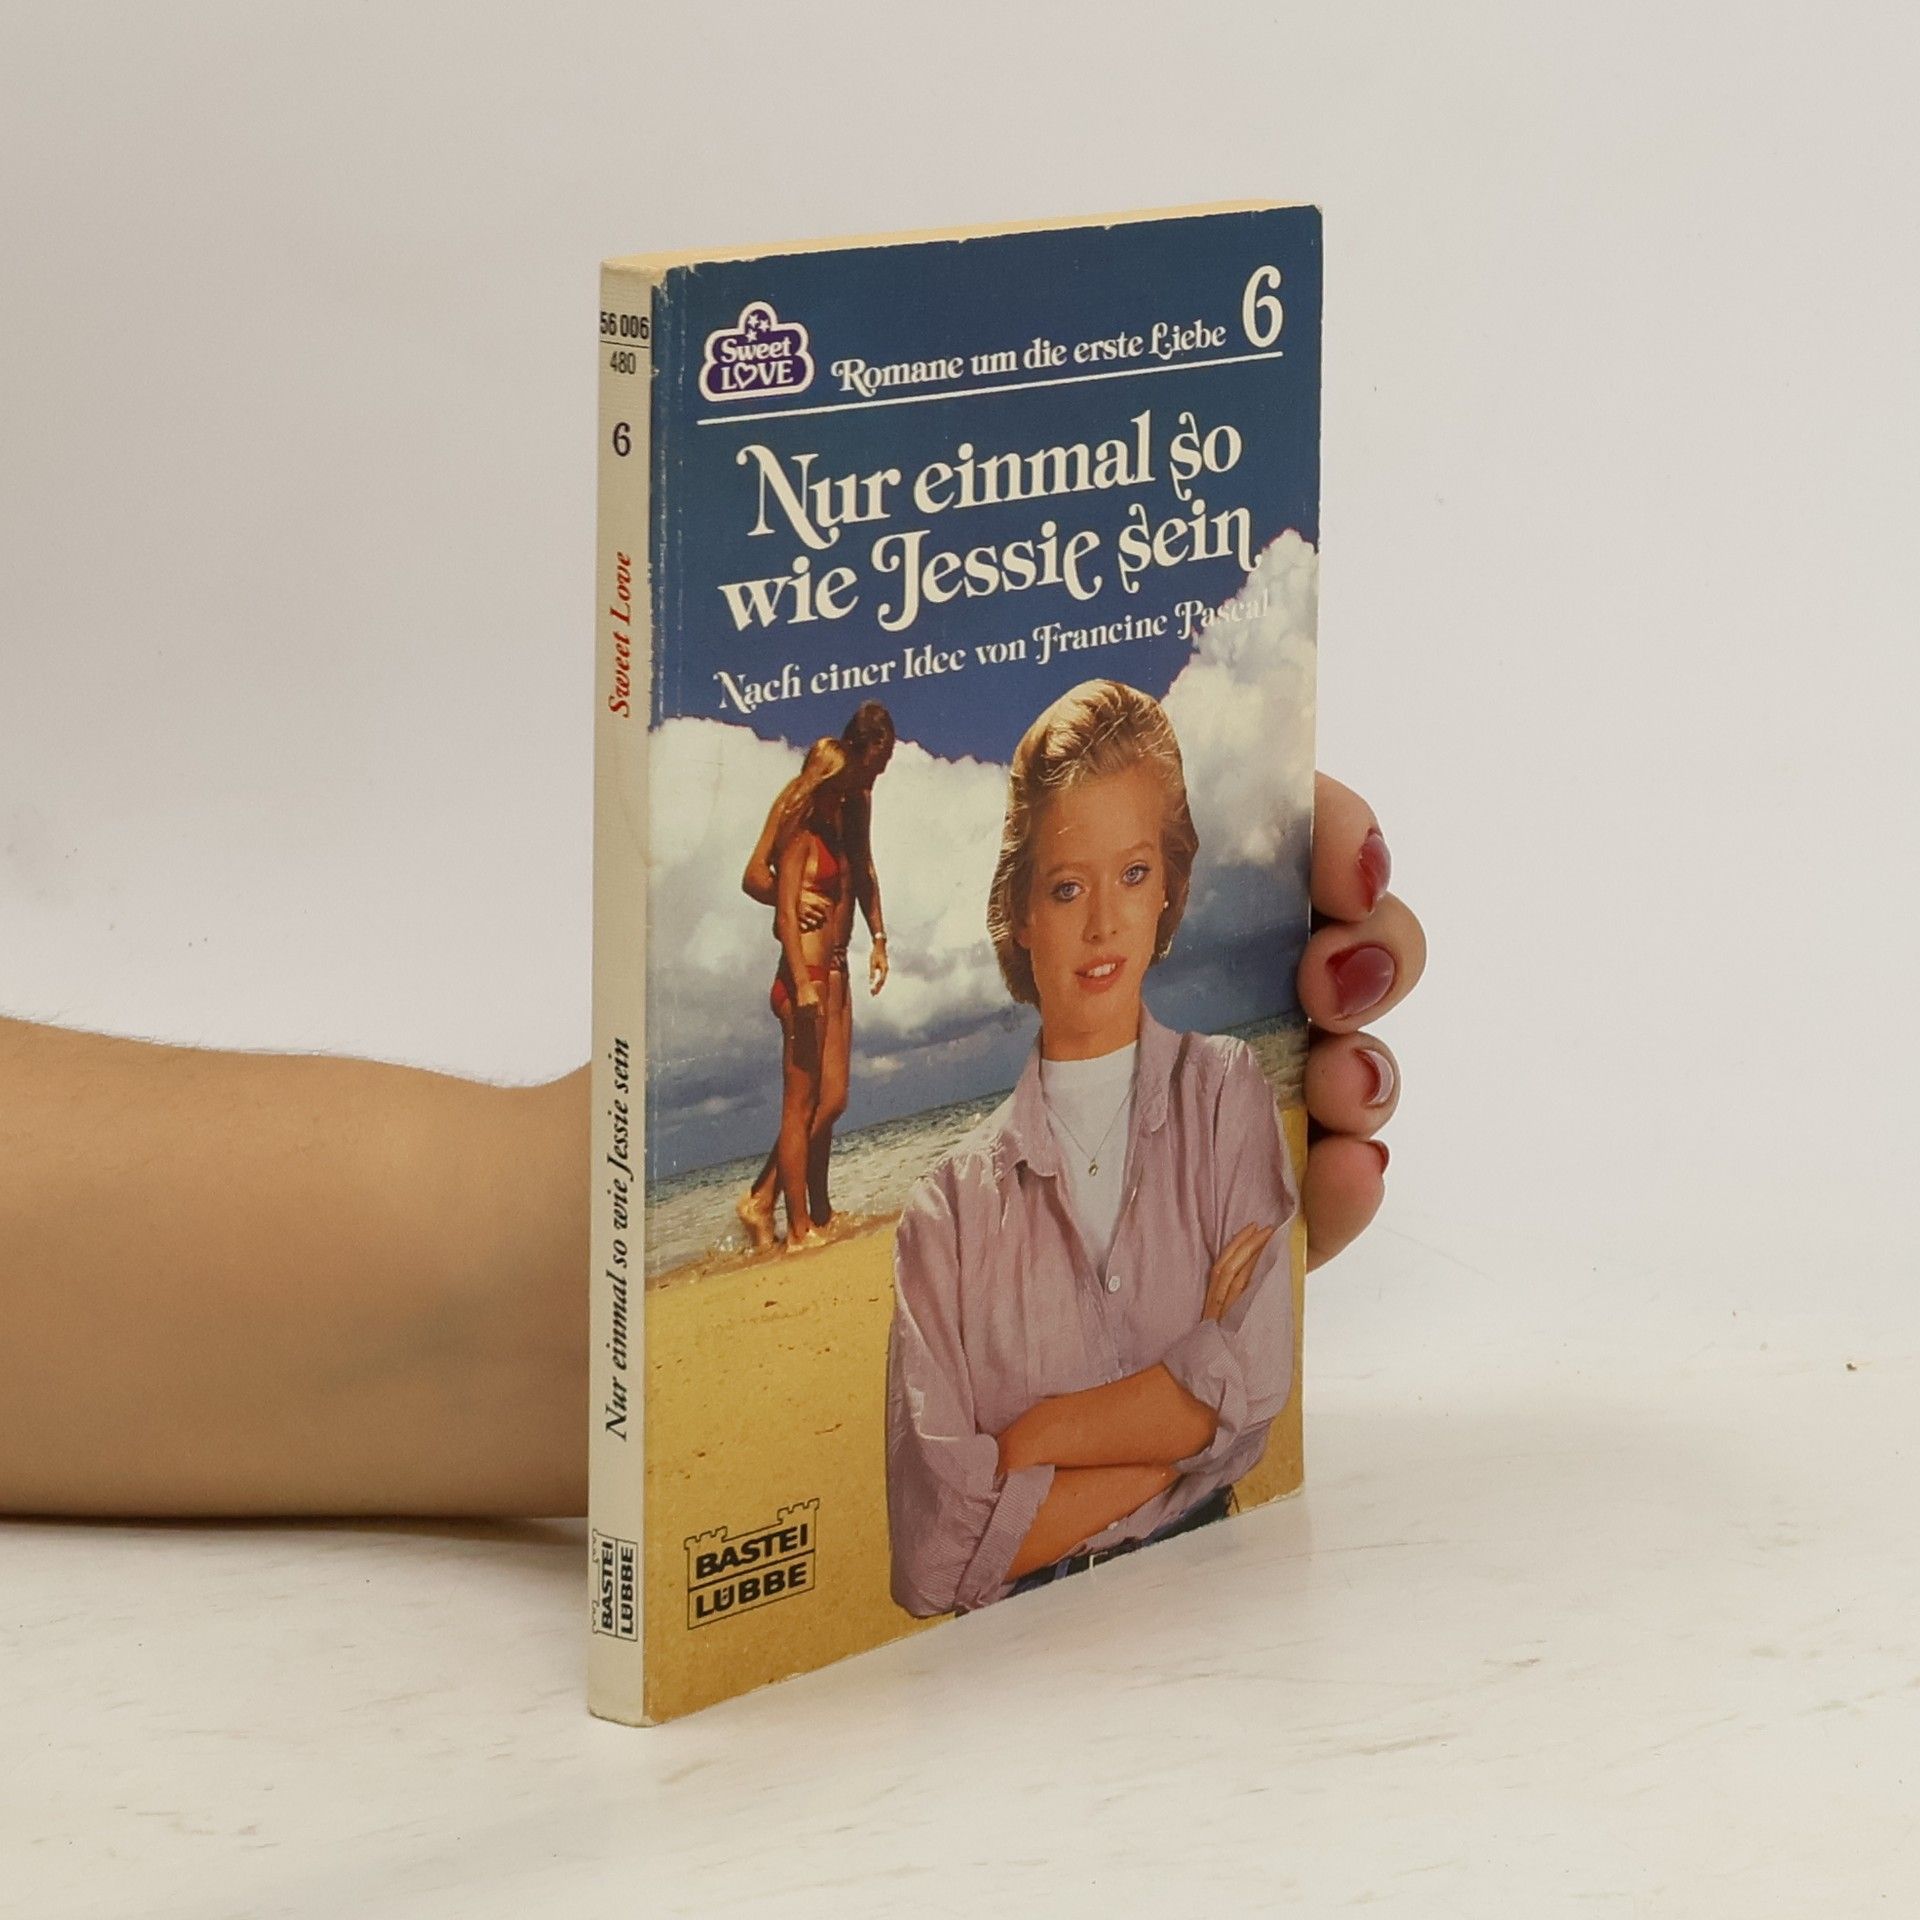 56 006
480
6
Sweet Love
Nur einmal so wie Jessie sein
BASTEI
LÜBBE
Sweet
LOVE
Romane um die erste Liebe 6
Nur einmal so
wie Jessie sein
Nach einer Idee von Francine Pascal
BASTEI
LÜBBE